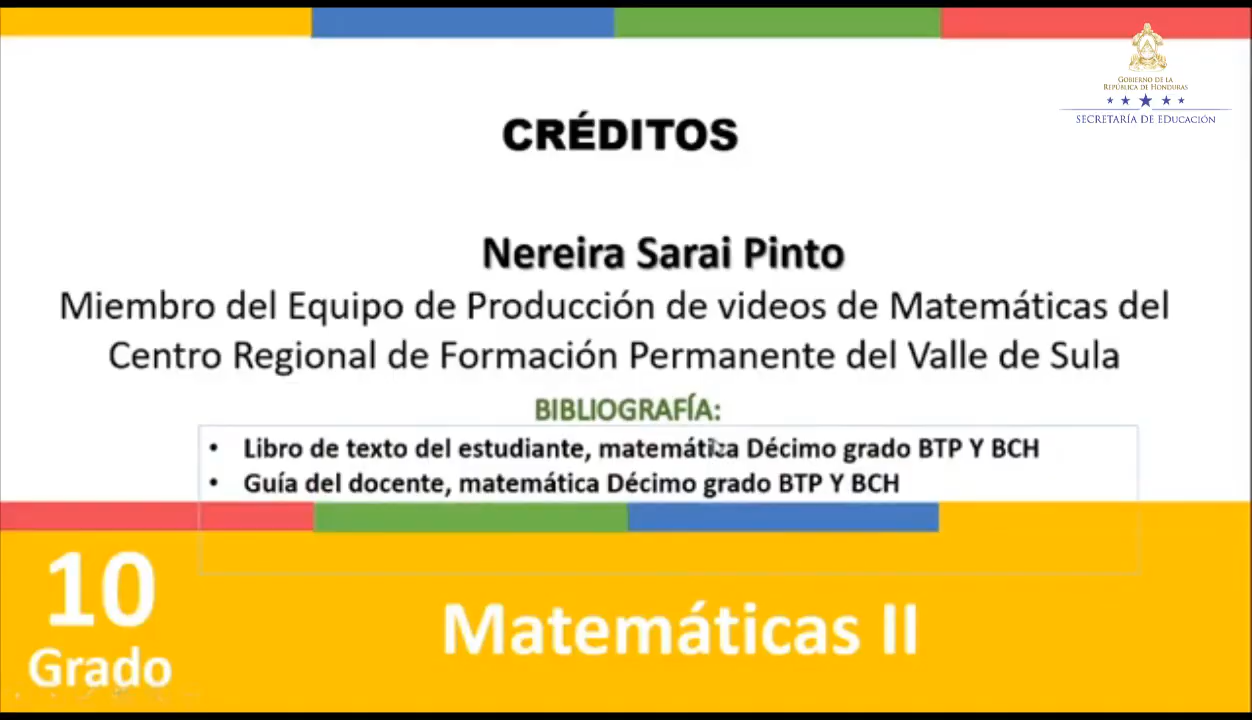 GOBIERNO DE LA
REPÚBLICA DE HONDURAS
SECRETARÍA DE EDUCACIÓN
CRÉDITOS
Nereira Sarai Pinto
Miembro del Equipo de Producción de videos de Matemáticas del
Centro Regional de Formación Permanente del Valle de Sula
BIBLIOGRAFÍA:
• Libro de texto del estudiante, matemática Décimo grado BTP Y BCH
• Guía del docente, matemática Décimo grado BTP Y BCH
10
Grado
Matemáticas II